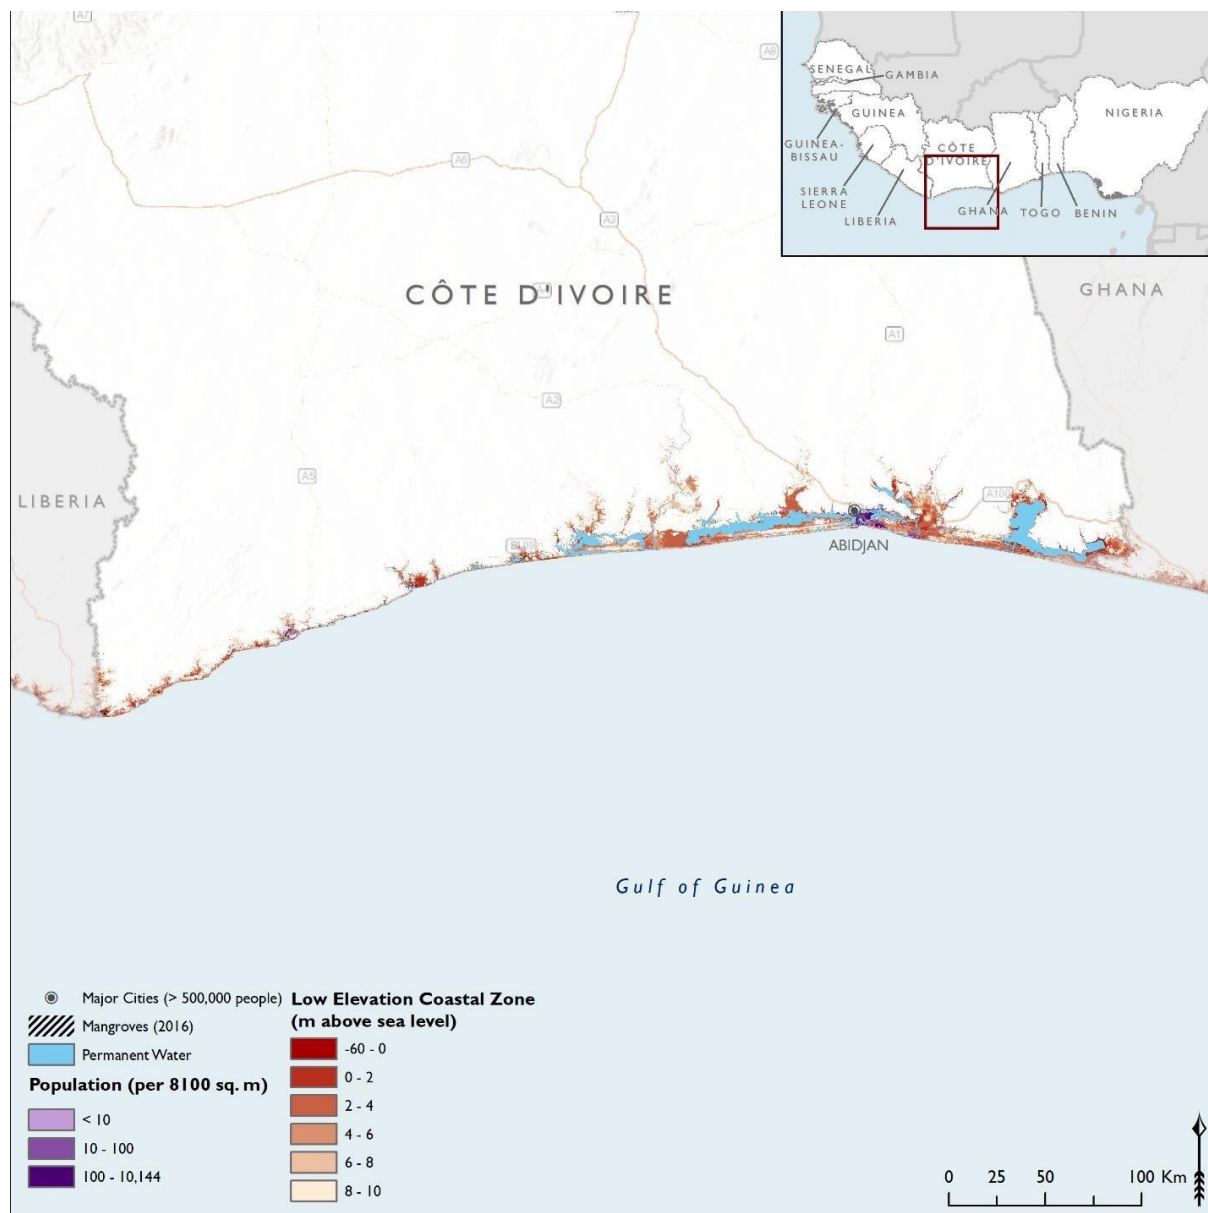 A7
A8
SENEGAL
GAMBIA
GUINEA
NIGERIA
GUINEA-
BISSAU
CÔTE
D'IVOIRE
SIERRA
LEONE
LIBERIA
GHANA
TOGO
BENIN
A6
A3
CÔTE D'IVOIRE
GHANA
A1
A2
A5
LIBERIA
A100
ABIDJAN
Gulf of Guinea
Major Cities (> 500,000 people)
Mangroves (2016)
Permanent Water
Population (per 8100 sq. m)
< 10
10 - 100
100 - 10,144
Low Elevation Coastal Zone
(m above sea level)
-60 - 0
0 - 2
2 - 4
4 - 6
6 - 8
8 - 10
0 25 50 100 Km